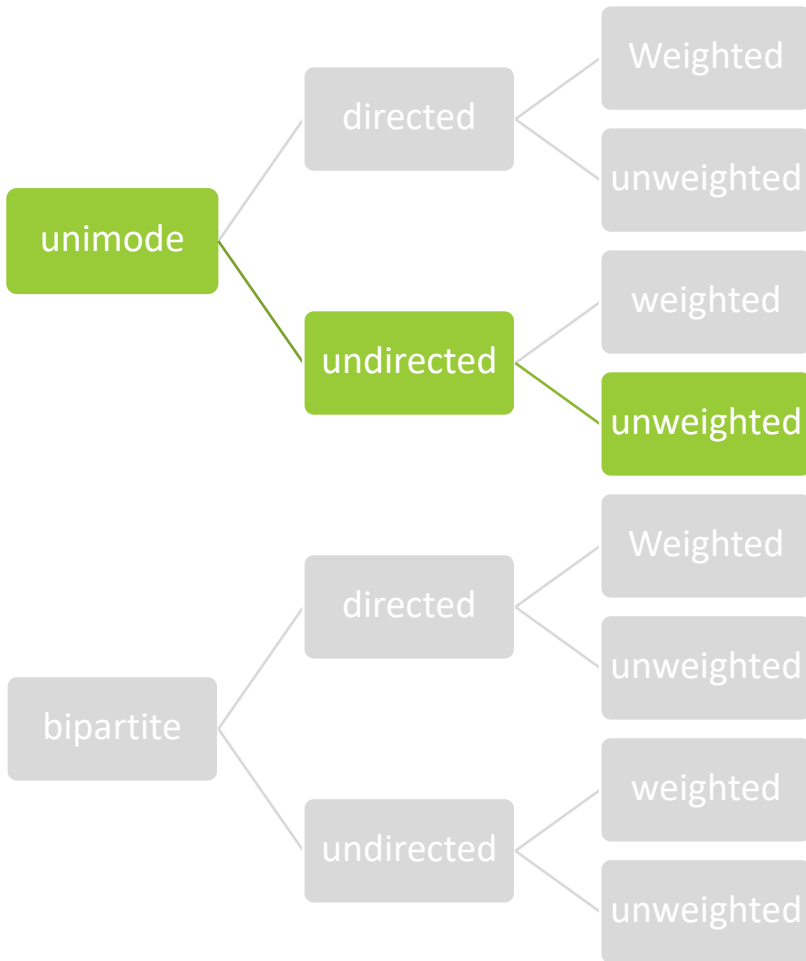 Weighted
directed
unweighted
unimode
weighted
undirected
unweighted
Weighted
directed
unweighted
bipartite
weighted
undirected
unweighted